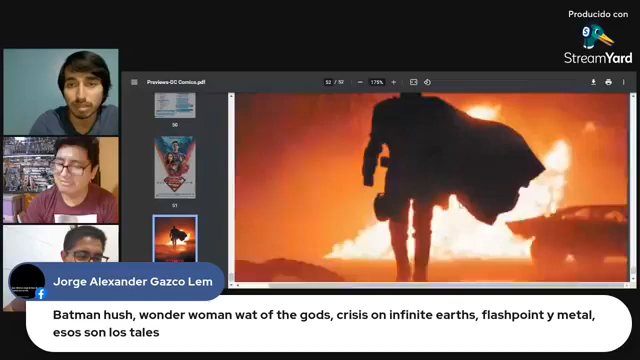 Producido con
StreamYard
Previews-DC Comics.pdf
52 / 52
175%
50
51
Jorge Alexander Gazco Lem
Batman hush, wonder woman wat of the gods, crisis on infinite earths, flashpoint y metal,
esos son los tales